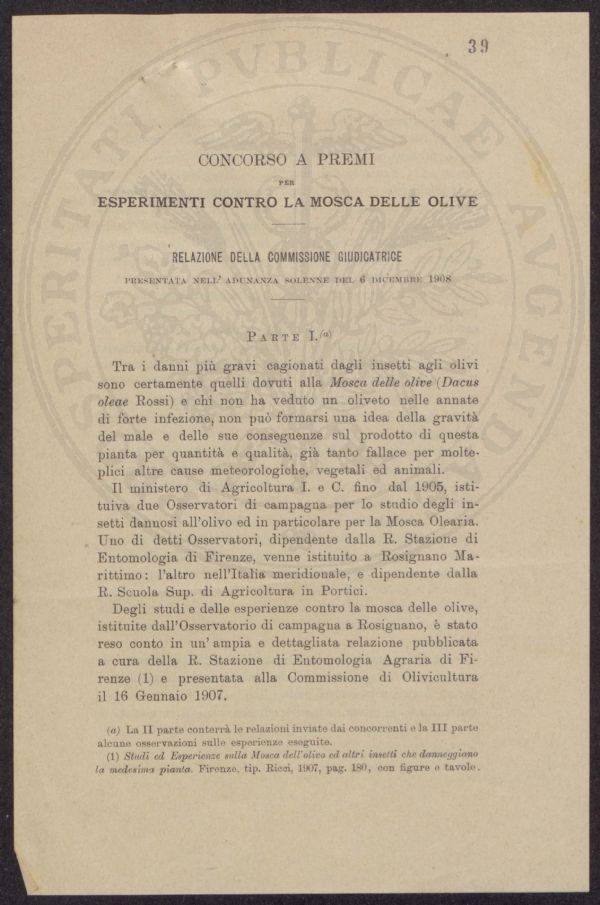 39
PROSPERITATI PVBLICAE AVGENDAE
CONCORSO A PREMI
PER
ESPERIMENTI CONTRO LA MOSCA DELLE OLIVE
RELAZIONE DELLA COMMISSIONE GIUDICATRICE
PRESENTATA NELL' ADUNANZA SOLENNE DEL 6 DICEMBRE 1908
PARTE I.(a)
Tra i danni più gravi cagionati dagli insetti agli olivi
sono certamente quelli dovuti alla Mosca delle olive (Dacus
oleae Rossi) e chi non ha veduto un oliveto nelle annate
di forte infezione, non può formarsi una idea della gravità
del male e delle sue conseguenze sul prodotto di questa
pianta per quantità e qualità, già tanto fallace per molte-
plici altre cause meteorologiche, vegetali ed animali.
Il ministero di Agricoltura I. e C. fino dal 1905, isti-
tuiva due Osservatori di campagna per lo studio degli in-
setti dannosi all'olivo ed in particolare per la Mosca Olearia.
Uno di detti Osservatori, dipendente dalla R. Stazione di
Entomologia di Firenze, venne istituito a Rosignano Ma-
rittimo: l'altro nell'Italia meridionale, e dipendente dalla
R. Scuola Sup. di Agricoltura in Portici.
Degli studi e delle esperienze contro la mosca delle olive,
istituite dall'Osservatorio di campagna a Rosignano, è stato
reso conto in un' ampia e dettagliata relazione pubblicata
a cura della R. Stazione di Entomologia Agraria di Fi-
renze (1) e presentata alla Commissione di Olivicultura
il 16 Gennaio 1907.
(a) La II parte conterrà le relazioni inviate dai concorrenti e la III parte
alcune osservazioni sulle esperienze eseguite.
(1) Studi ed Esperienze sulla Mosca dell'olivo ed altri insetti che danneggiano
la medesima pianta. Firenze, tip. Ricci, 1907, pag. 180, con figure e tavole.